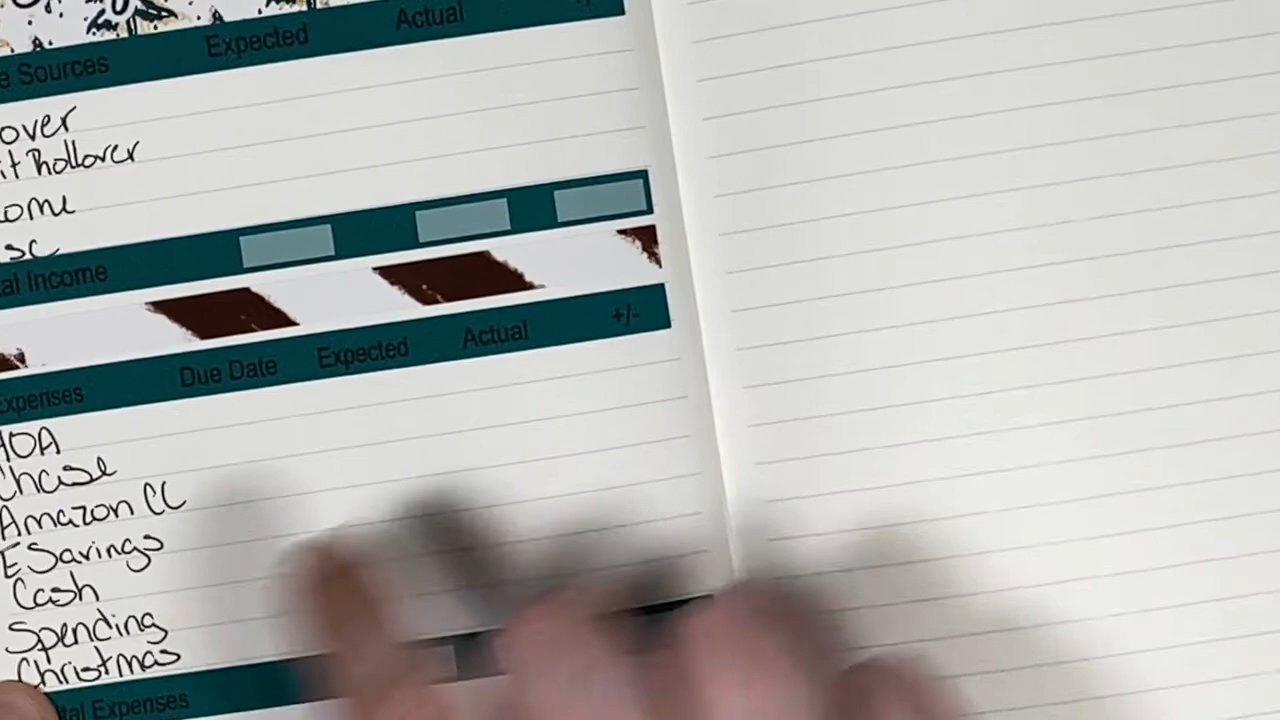 Expected Actual +/-
e Sources
over
it Rollover
ome
sc
al Income
Expenses Due Date Expected Actual +/-
HOA
Chase
Amazon CC
ESavings
Cash
Spending
Christmas
tal Expenses